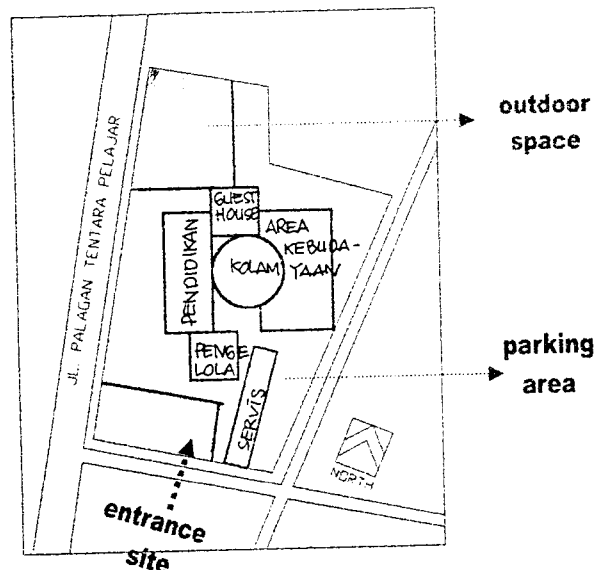 outdoor
space
JL. PALAGAN TENTARA PELAJAR
GUEST
HOUSE
AREA
KEBUDA-
YAAN
KOLAM
PENDIDIKAN
PENGE
LOLA
SERVIS
parking
area
NORTH
entrance
site